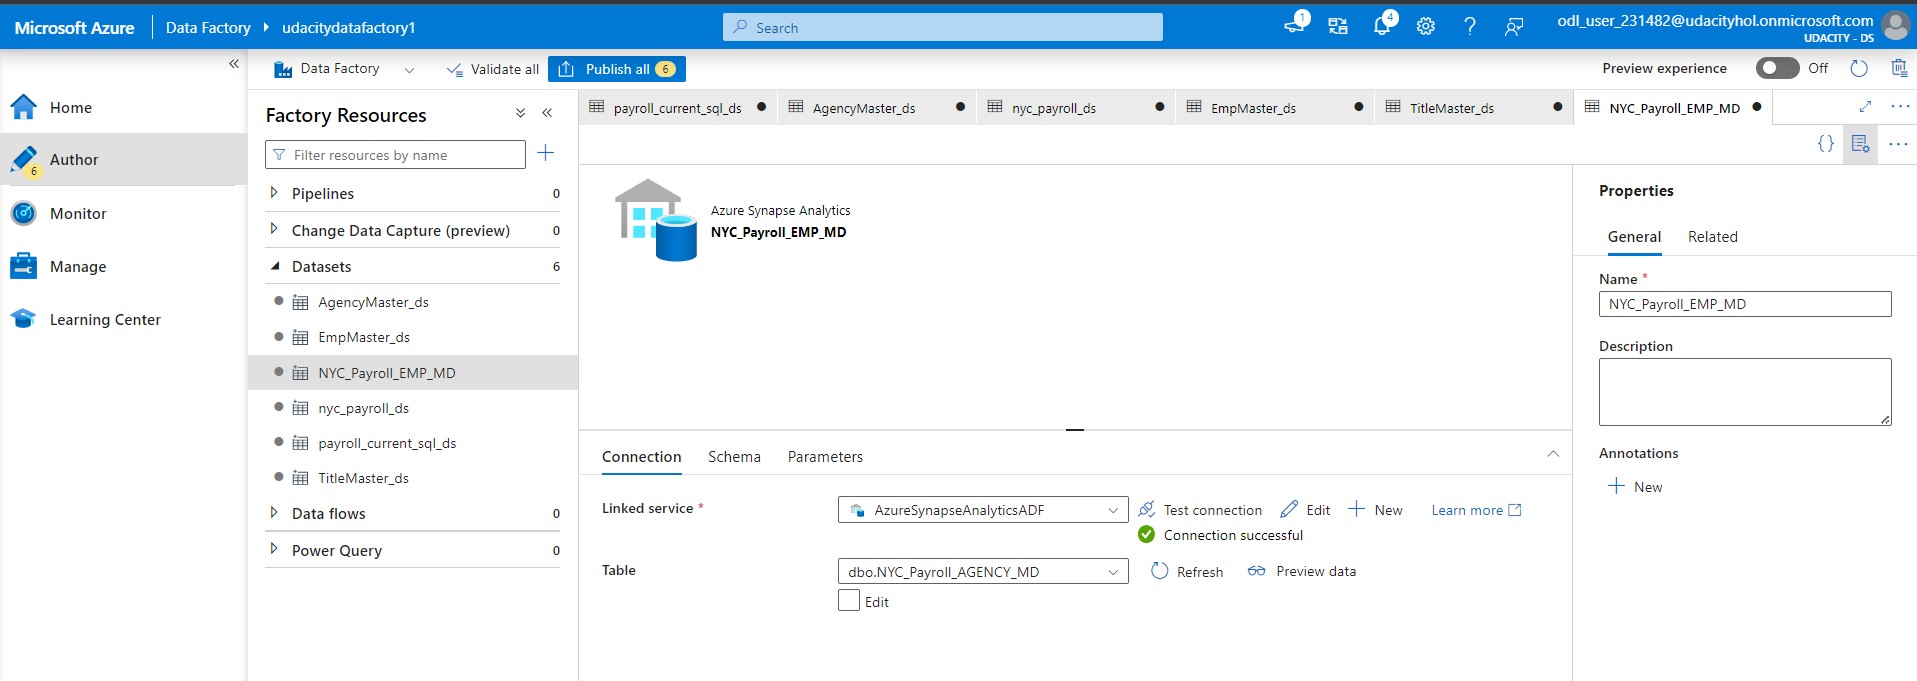 Microsoft Azure Data Factory udacitydatafactory1 Search 1 4 odl_user_231482@udacityhol.onmicrosoft.com
UDACITY - DS
Data Factory Validate all Publish all 6 Preview experience Off
Home
Author
6
Monitor
Manage
Learning Center
Factory Resources
Filter resources by name
Pipelines 0
Change Data Capture (preview) 0
Datasets 6
AgencyMaster_ds
EmpMaster_ds
NYC_Payroll_EMP_MD
nyc_payroll_ds
payroll_current_sql_ds
TitleMaster_ds
Data flows 0
Power Query 0
payroll_current_sql_ds AgencyMaster_ds nyc_payroll_ds EmpMaster_ds TitleMaster_ds NYC_Payroll_EMP_MD
{}
Azure Synapse Analytics
NYC_Payroll_EMP_MD
Connection Schema Parameters
Linked service * AzureSynapseAnalyticsADF Test connection Edit New Learn more
Connection successful
Table dbo.NYC_Payroll_AGENCY_MD Refresh Preview data
Edit
Properties
General Related
Name *
NYC_Payroll_EMP_MD
Description
Annotations
New